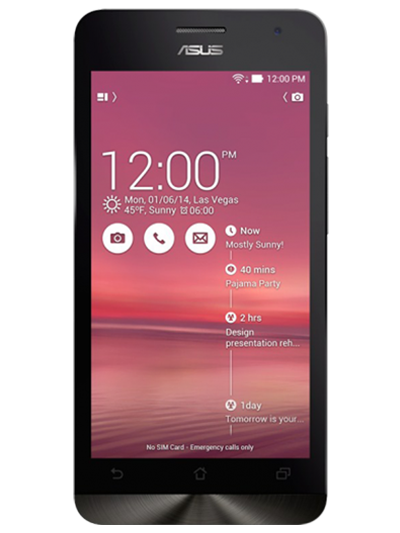 ASUS
12:00 PM
12:00 PM
Mon, 01/06/14, Las Vegas
45ºF, Sunny 06:00
Now
Mostly Sunny!
40 mins
Pajama Party
2 hrs
Design
presentation reh...
1day
Tomorrow is your...
No SIM Card - Emergency calls only